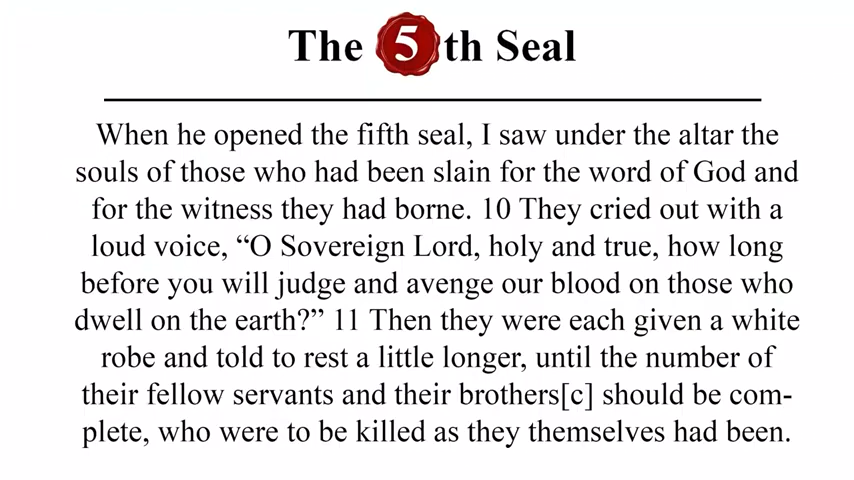 The 5th Seal
When he opened the fifth seal, I saw under the altar the
souls of those who had been slain for the word of God and
for the witness they had borne. 10 They cried out with a
loud voice, “O Sovereign Lord, holy and true, how long
before you will judge and avenge our blood on those who
dwell on the earth?” 11 Then they were each given a white
robe and told to rest a little longer, until the number of
their fellow servants and their brothers[c] should be com-
plete, who were to be killed as they themselves had been.